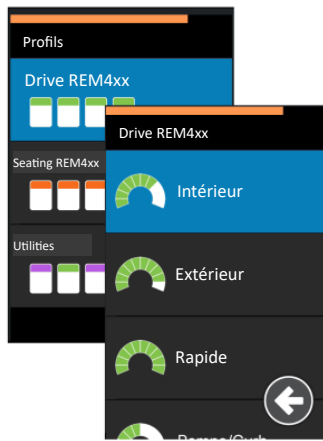 Profils
Drive REM4xx
Seating REM4xx
Utilities
Drive REM4xx
Intérieur
Extérieur
Rapide